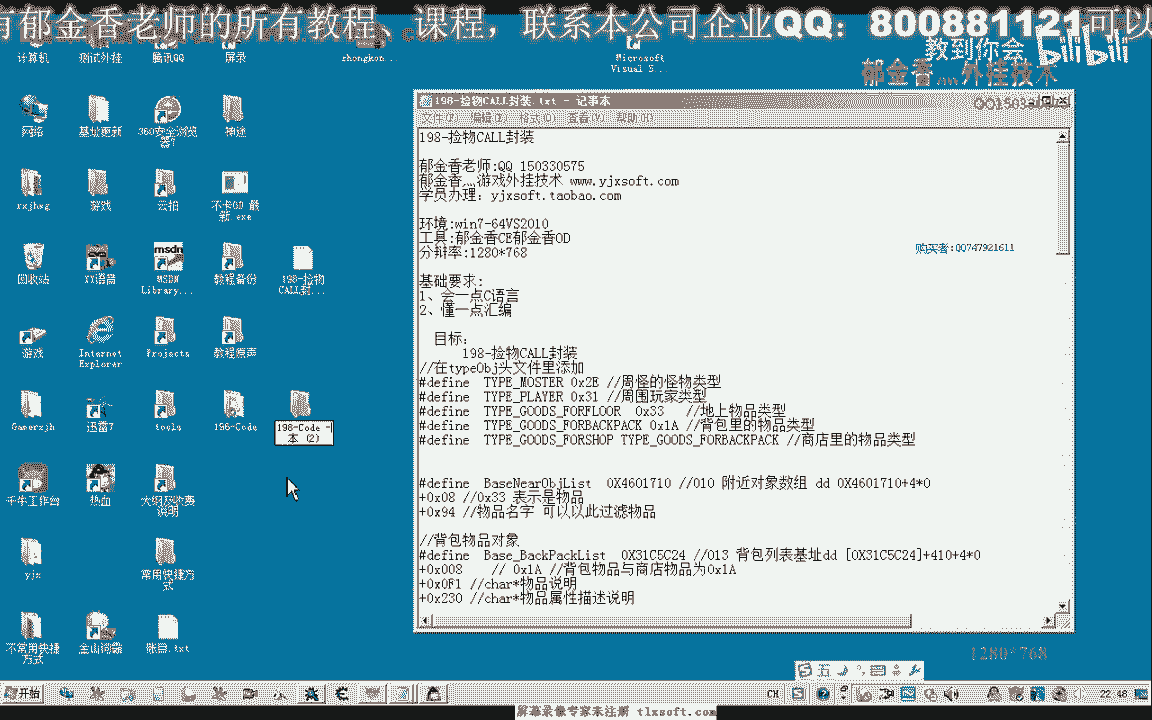 有郁金香老师的所有教程、课程，联系本公司企业QQ：800881121可以
教到你会
bilibili
郁金香灬外挂技术
计算机
测试外挂
腾讯QQ
屏录
Microsoft
Visual S...
网络
基址更新
360安全浏览
器7
神途
rxjhsg
游戏
云拍
不卡OD 最
新 exe
回收站
YY语音
MSDN
Library...
教程备份
198-捡物
CALL封...
游戏
Internet
Explorer
Projects
教程原声
Gamerzjh
迅雷7
tools
196-Code
198-Code -
本 (2)
千牛工作台
热血
大纲及收费
说明
yjx
常用快捷方
式
不常用快捷
方式
金山词霸
账目.txt
198-捡物CALL封装.txt - 记事本
文件(F) 编辑(E) 格式(O) 查看(V) 帮助(H)
198-捡物CALL封装
郁金香老师:QQ 150330575
郁金香灬游戏外挂技术 www.yjxsoft.com
学员办理：yjxsoft.taobao.com
环境:win7-64VS2010
工具:郁金香CE郁金香OD
分辩率:1280*768
购买者:QQ747921611
基础要求:
1、会一点C语言
2、懂一点汇编
目标:
198-捡物CALL封装
//在typeObj头文件里添加
#define TYPE_MOSTER 0x2E //周怪的怪物类型
#define TYPE_PLAYER 0x31 //周围玩家类型
#define TYPE_GOODS_FORFLOOR 0x33 //地上物品类型
#define TYPE_GOODS_FORBACKPACK 0x1A //背包里的物品类型
#define TYPE_GOODS_FORSHOP TYPE_GOODS_FORBACKPACK //商店里的物品类型
#define BaseNearObjList 0X4601710 //010 附近对象数组 dd 0X4601710+4*0
+0x08 //0x33 表示是物品
+0x94 //物品名字 可以以此过滤物品
//背包物品对象
#define Base_BackPackList 0X31C5C24 //013 背包列表基址dd [0X31C5C24]+410+4*0
+0x008 // 0x1A //背包物品与商店物品为0x1A
+0x0F1 //char*物品说明
+0x230 //char*物品属性描述说明
1280*768
开始
CH
22:48
屏幕录像专家未注册 tlxsoft.com